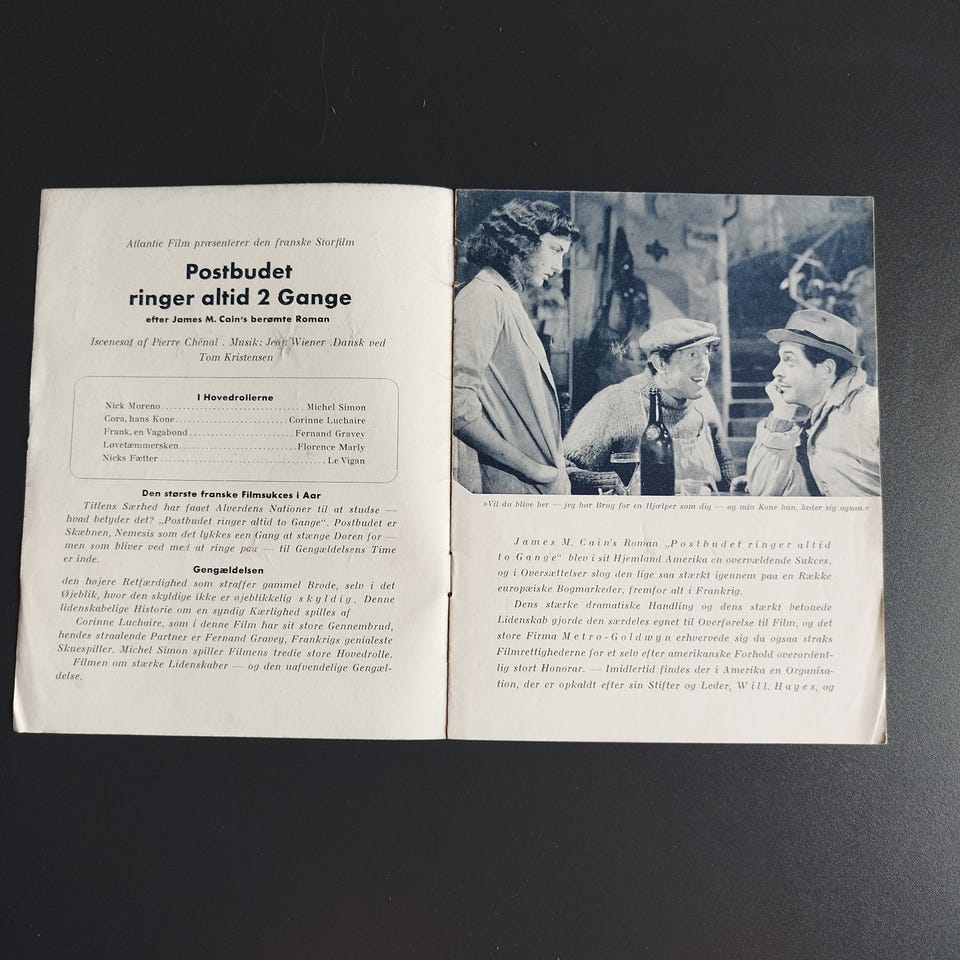 Atlantic Film præsenterer den franske Storfilm
Postbudet
ringer altid 2 Gange
efter James M. Cain's berømte Roman
Iscenesat af Pierre Chénal . Musik: Jean Wiener .Dansk ved
Tom Kristensen
I Hovedrollerne
Nick Moreno.......................... Michel Simon
Cora, hans Kone...................... Corinne Luchaire
Frank, en Vagabond................... Fernand Gravey
Løvetæmmersken....................... Florence Marly
Nicks Fætter......................... Le Vigan
Den største franske Filmsukces i Aar
Titlens Særhed har faaet Alverdens Nationer til at studse —
hvad betyder det? „Postbudet ringer altid to Gange“. Postbudet er
Skæbnen, Nemesis som det lykkes een Gang at stænge Døren for —
men som bliver ved med at ringe paa — til Gengældelsens Time
er inde.
Gengældelsen
den højere Retfærdighed som straffer gammel Brøde, selv i det
Øjeblik, hvor den skyldige ikke er øjeblikkelig skyldig. Denne
lidenskabelige Historie om en syndig Kærlighed spilles af
Corinne Luchaire, som i denne Film har sit store Gennembrud,
hendes straalende Partner er Fernand Gravey, Frankrigs genialeste
Skuespiller. Michel Simon spiller Filmens tredie store Hovedrolle.
Filmen om stærke Lidenskaber — og den uafvendelige Gengæl-
delse.
»Vil du blive her — jeg har Brug for en Hjælper som dig — og min Kone hun, keder sig ogsaa.«
James M. Cain's Roman „Postbudet ringer altid
to Gange“ blev i sit Hjemland Amerika en overvældende Sukces,
og i Oversættelser slog den lige saa stærkt igennem paa en Række
europæiske Bogmarkeder, fremfor alt i Frankrig.
Dens stærke dramatiske Handling og dens stærkt betonede
Lidenskab gjorde den særdeles egnet til Overførelse til Film, og det
store Firma Metro-Goldwyn erhvervede sig da ogsaa straks
Filmrettighederne for et selv efter amerikanske Forhold overordent-
lig stort Honorar. — Imidlertid findes der i Amerika en Organisa-
tion, der er opkaldt efter sin Stifter og Leder, Will. Hayes, og